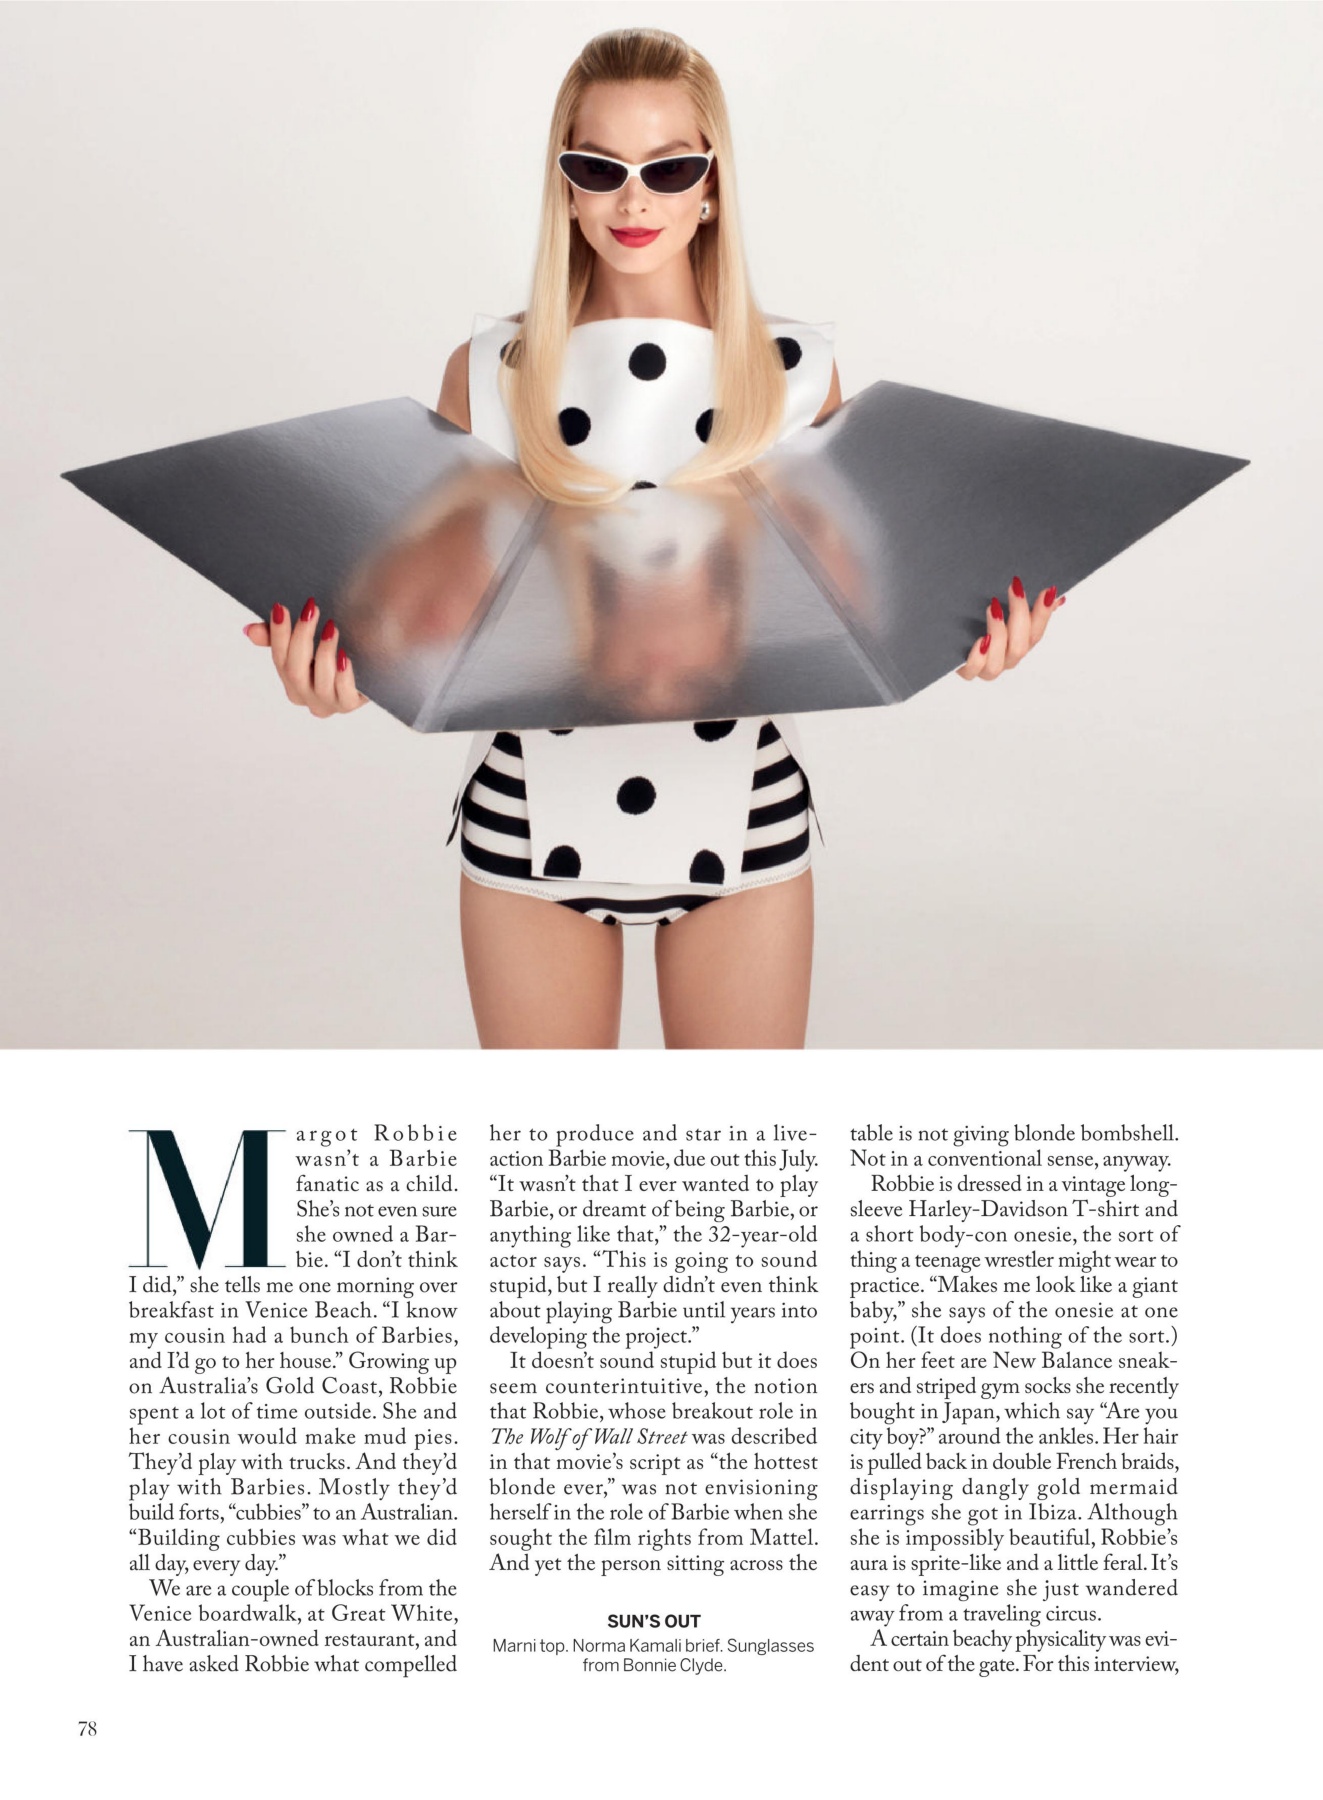 Margot Robbie
wasn't a Barbie
fanatic as a child.
She's not even sure
she owned a Bar-
bie. “I don't think
I did,” she tells me one morning over
breakfast in Venice Beach. “I know
my cousin had a bunch of Barbies,
and I'd go to her house.” Growing up
on Australia's Gold Coast, Robbie
spent a lot of time outside. She and
her cousin would make mud pies.
They'd play with trucks. And they'd
play with Barbies. Mostly they'd
build forts, “cubbies” to an Australian.
“Building cubbies was what we did
all day, every day.”
We are a couple of blocks from the
Venice boardwalk, at Great White,
an Australian-owned restaurant, and
I have asked Robbie what compelled
her to produce and star in a live-
action Barbie movie, due out this July.
“It wasn't that I ever wanted to play
Barbie, or dreamt of being Barbie, or
anything like that,” the 32-year-old
actor says. “This is going to sound
stupid, but I really didn't even think
about playing Barbie until years into
developing the project.”
It doesn't sound stupid but it does
seem counterintuitive, the notion
that Robbie, whose breakout role in
The Wolf of Wall Street was described
in that movie's script as “the hottest
blonde ever,” was not envisioning
herself in the role of Barbie when she
sought the film rights from Mattel.
And yet the person sitting across the
SUN'S OUT
Marni top. Norma Kamali brief. Sunglasses
from Bonnie Clyde.
table is not giving blonde bombshell.
Not in a conventional sense, anyway.
Robbie is dressed in a vintage long-
sleeve Harley-Davidson T-shirt and
a short body-con onesie, the sort of
thing a teenage wrestler might wear to
practice. “Makes me look like a giant
baby,” she says of the onesie at one
point. (It does nothing of the sort.)
On her feet are New Balance sneak-
ers and striped gym socks she recently
bought in Japan, which say “Are you
city boy?” around the ankles. Her hair
is pulled back in double French braids,
displaying dangly gold mermaid
earrings she got in Ibiza. Although
she is impossibly beautiful, Robbie's
aura is sprite-like and a little feral. It's
easy to imagine she just wandered
away from a traveling circus.
A certain beachy physicality was evi-
dent out of the gate. For this interview,
78